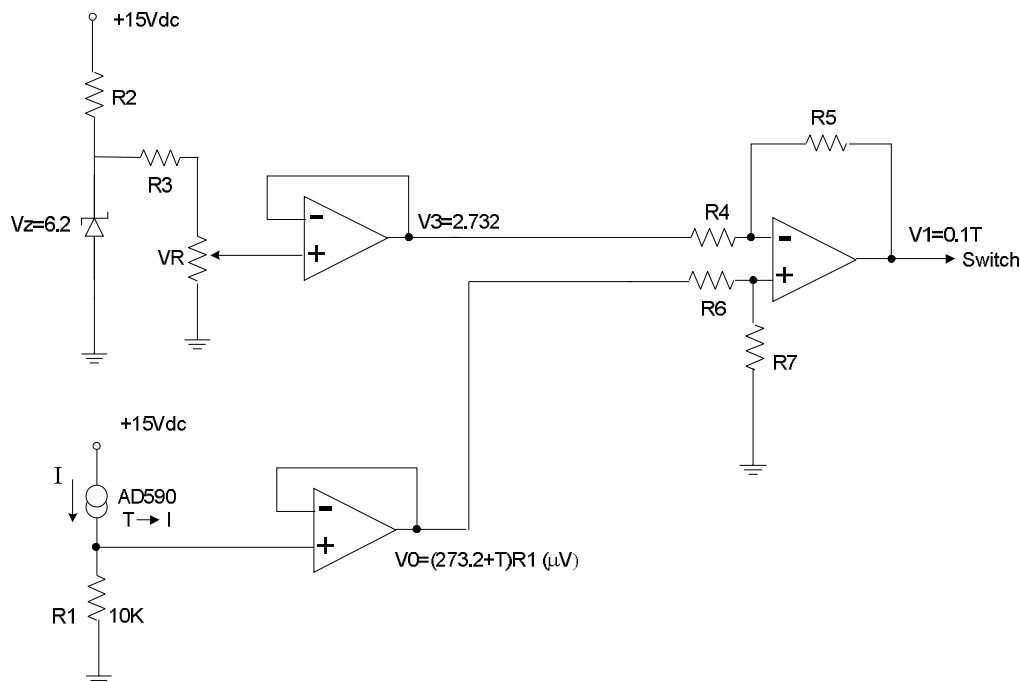 +15Vdc
R2
R3
Vz=6.2
VR
-
+
V3=2.732
R4
R5
-
+
R6
R7
V1=0.1T
Switch
+15Vdc
I
AD590
T → I
R1
10K
-
+
V0=(273.2+T)R1 (μV)